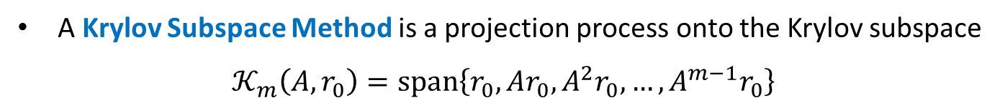 • A Krylov Subspace Method is a projection process onto the Krylov subspace
𝒦ₘ(A, r₀) = span{r₀, Ar₀, A²r₀, … , Aᵐ⁻¹r₀}